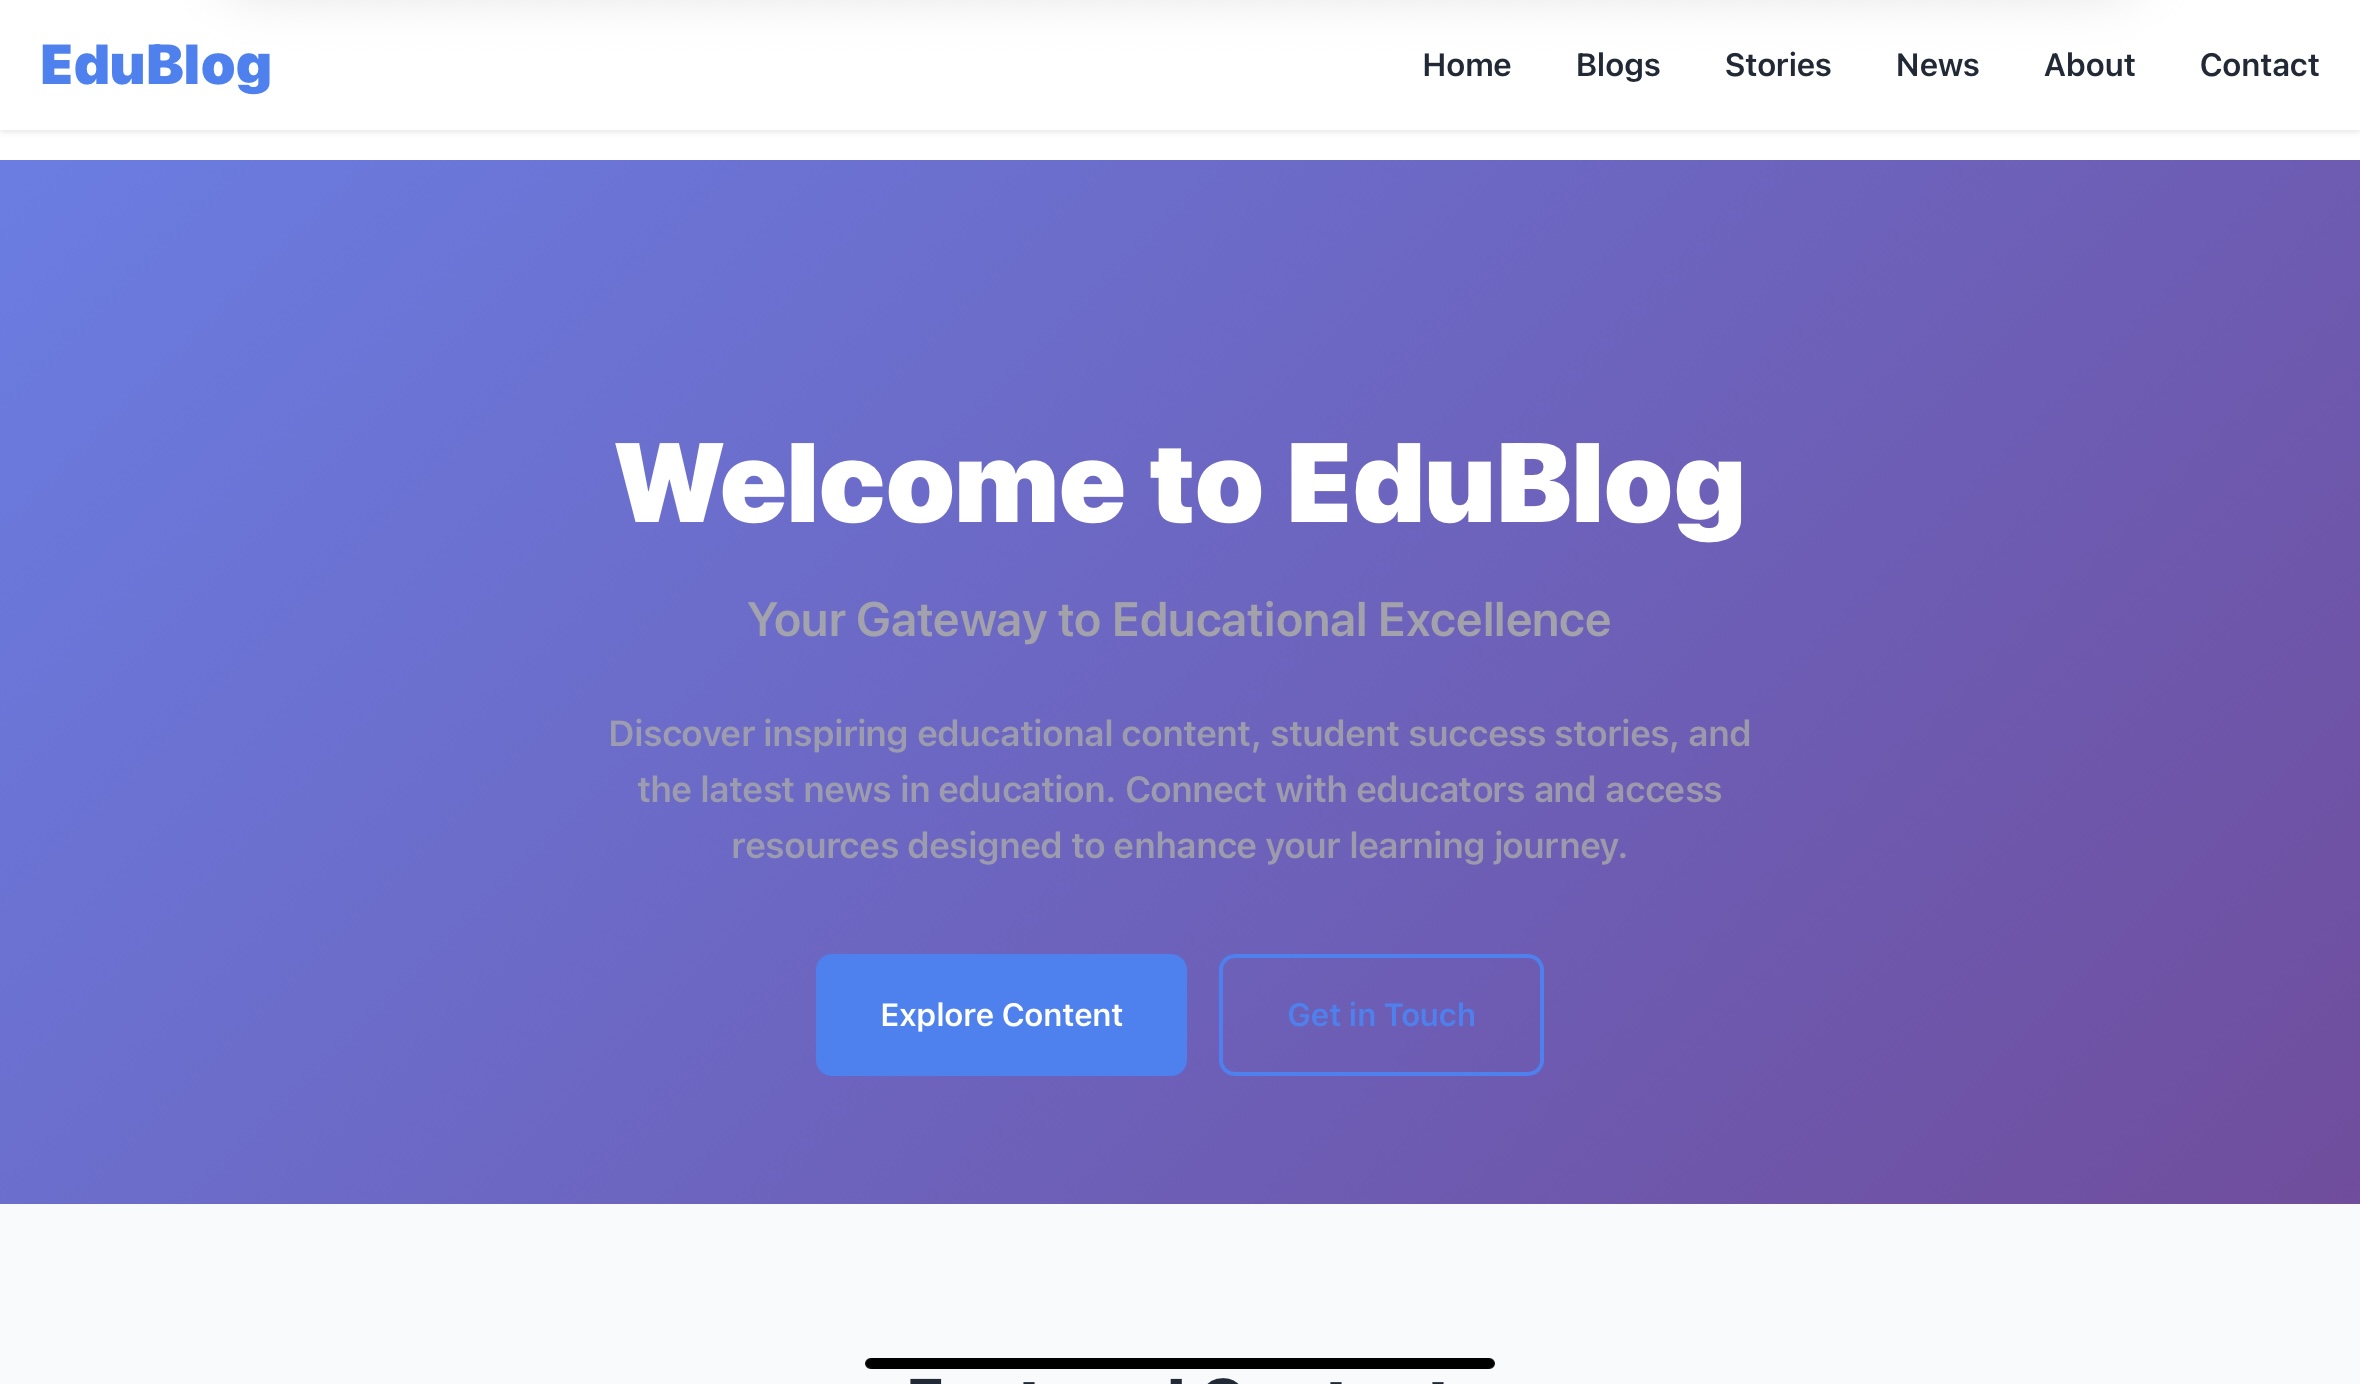 EduBlog
Home Blogs Stories News About Contact
Welcome to EduBlog
Your Gateway to Educational Excellence
Discover inspiring educational content, student success stories, and
the latest news in education. Connect with educators and access
resources designed to enhance your learning journey.
Explore Content Get in Touch